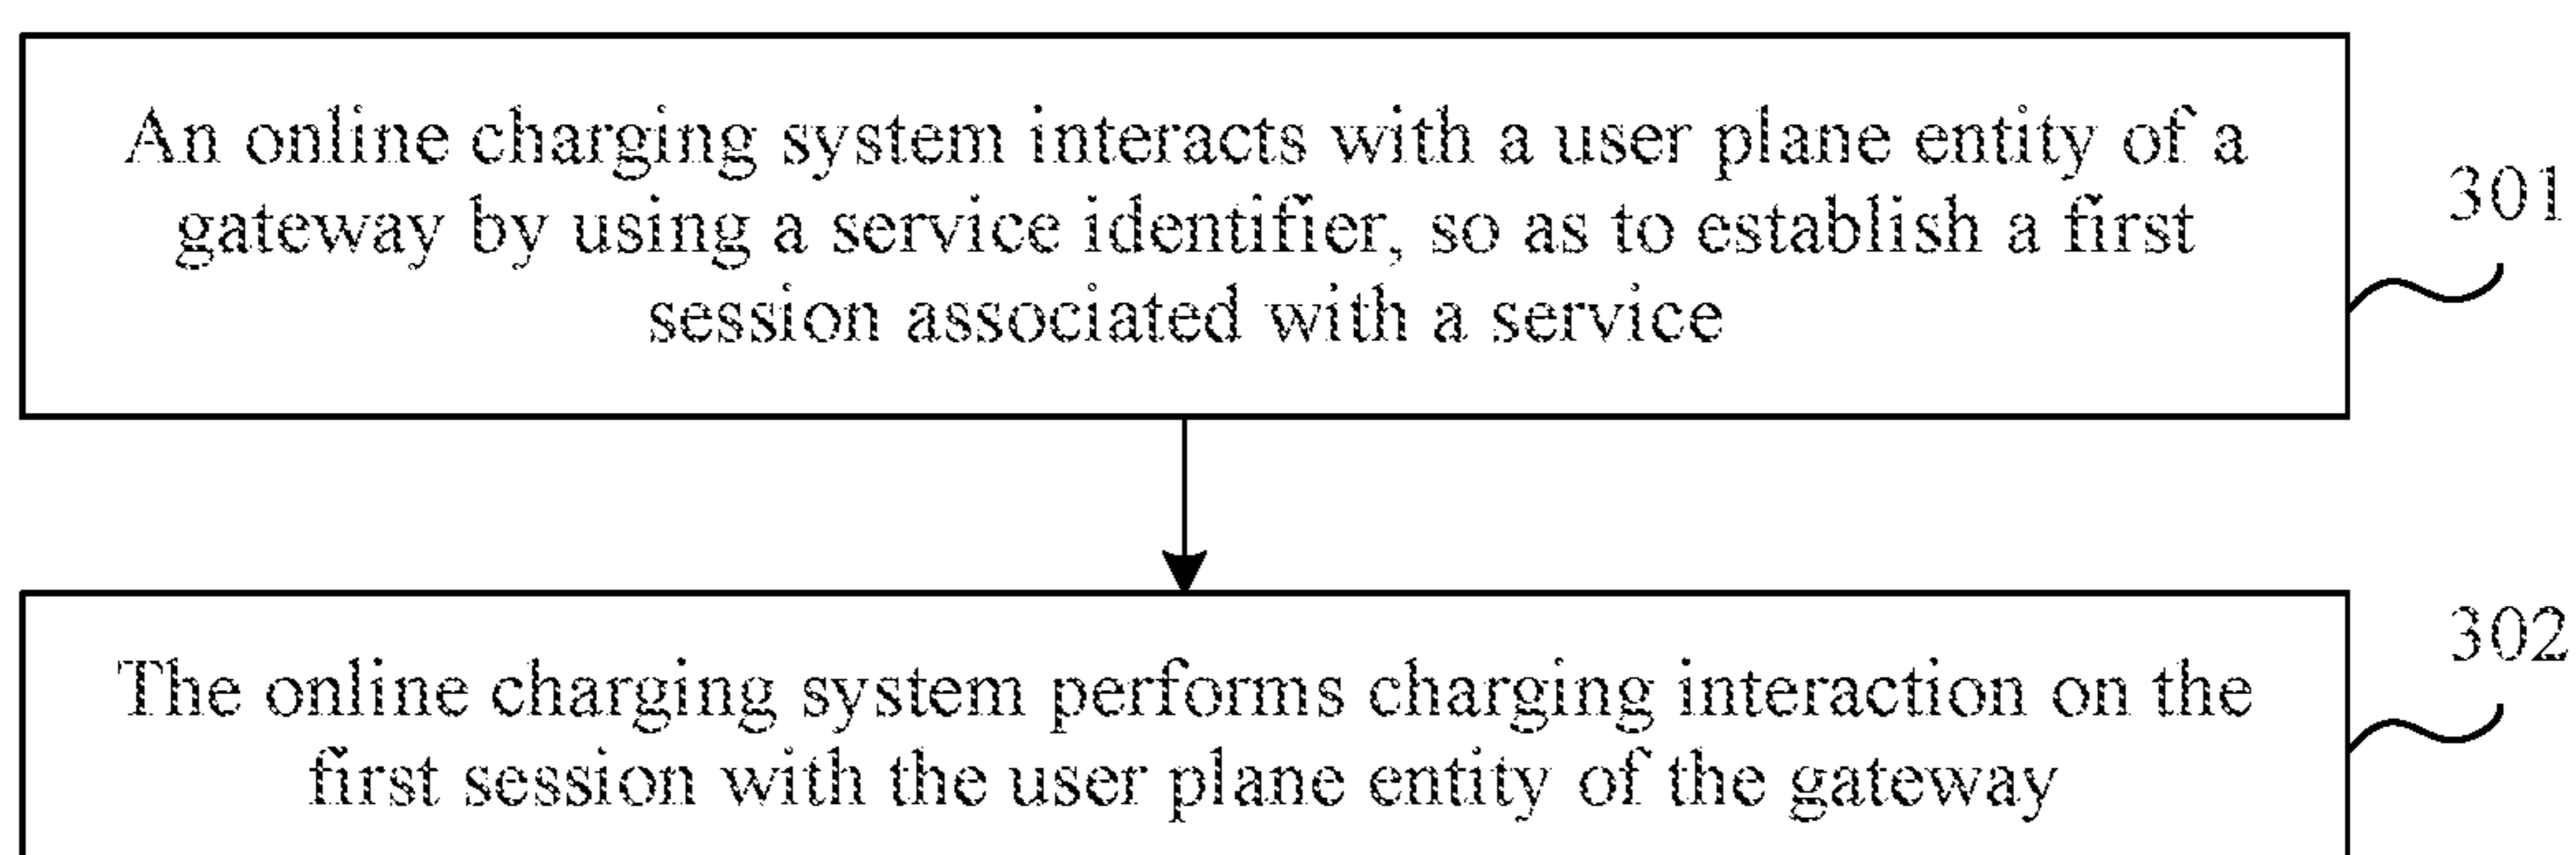 An online charging system interacts with a user plane entity of a
gateway by using a service identifier, so as to establish a first
session associated with a service
301
The online charging system performs charging interaction on the
first session with the user plane entity of the gateway
302